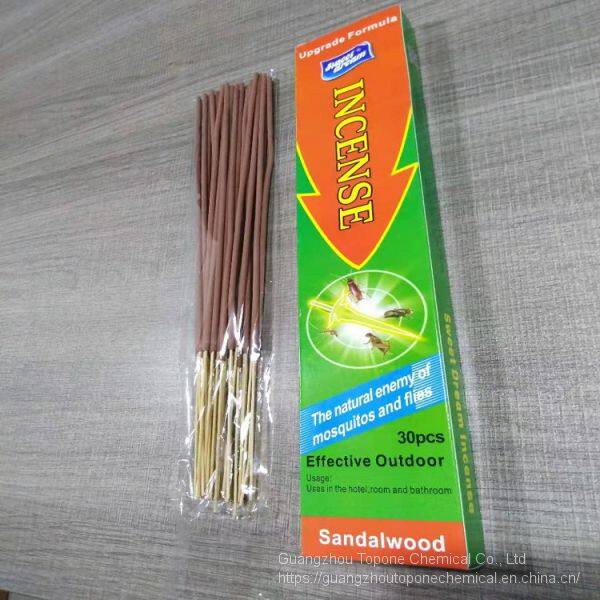 Upgrade Formula
Sweet
Dream
INCENSE
The natural enemy of
mosquitos and flies
30pcs
Effective Outdoor
Usage:
Uses in the hotel,room and bathroom
Sandalwood
Sweet Dream Incense
Guangzhou Topone Chemical Co., Ltd
https://guangzhoutoponechemical.en.china.cn/